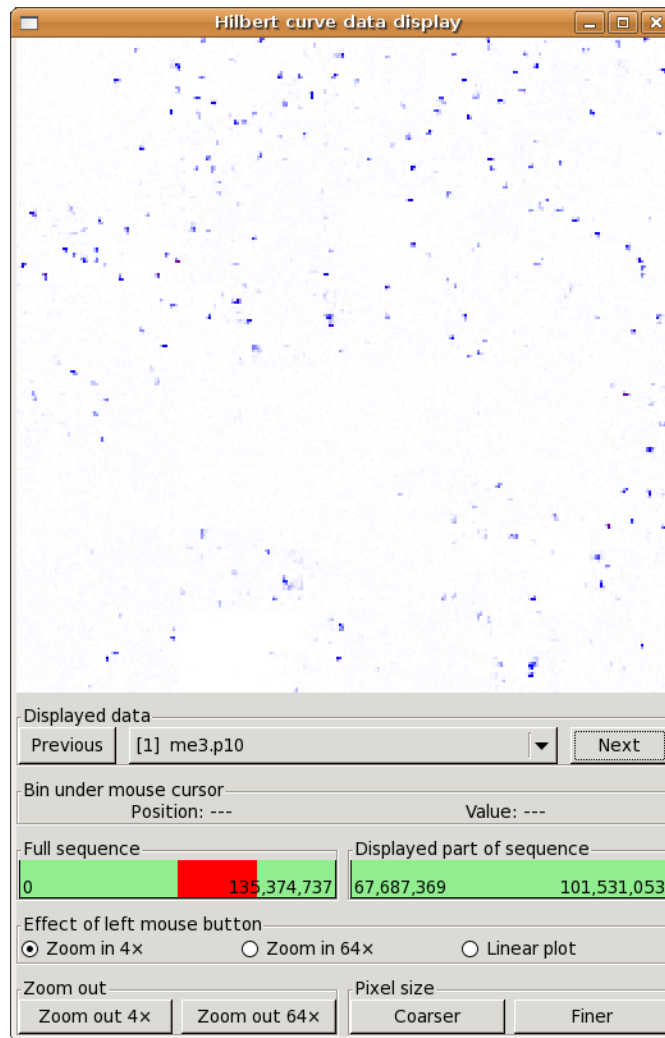 Hilbert curve data display
Displayed data
Previous [1] me3.p10 Next
Bin under mouse cursor
Position: --- Value: ---
Full sequence Displayed part of sequence
0 135,374,737 67,687,369 101,531,053
Effect of left mouse button
Zoom in 4× Zoom in 64× Linear plot
Zoom out Pixel size
Zoom out 4× Zoom out 64× Coarser Finer